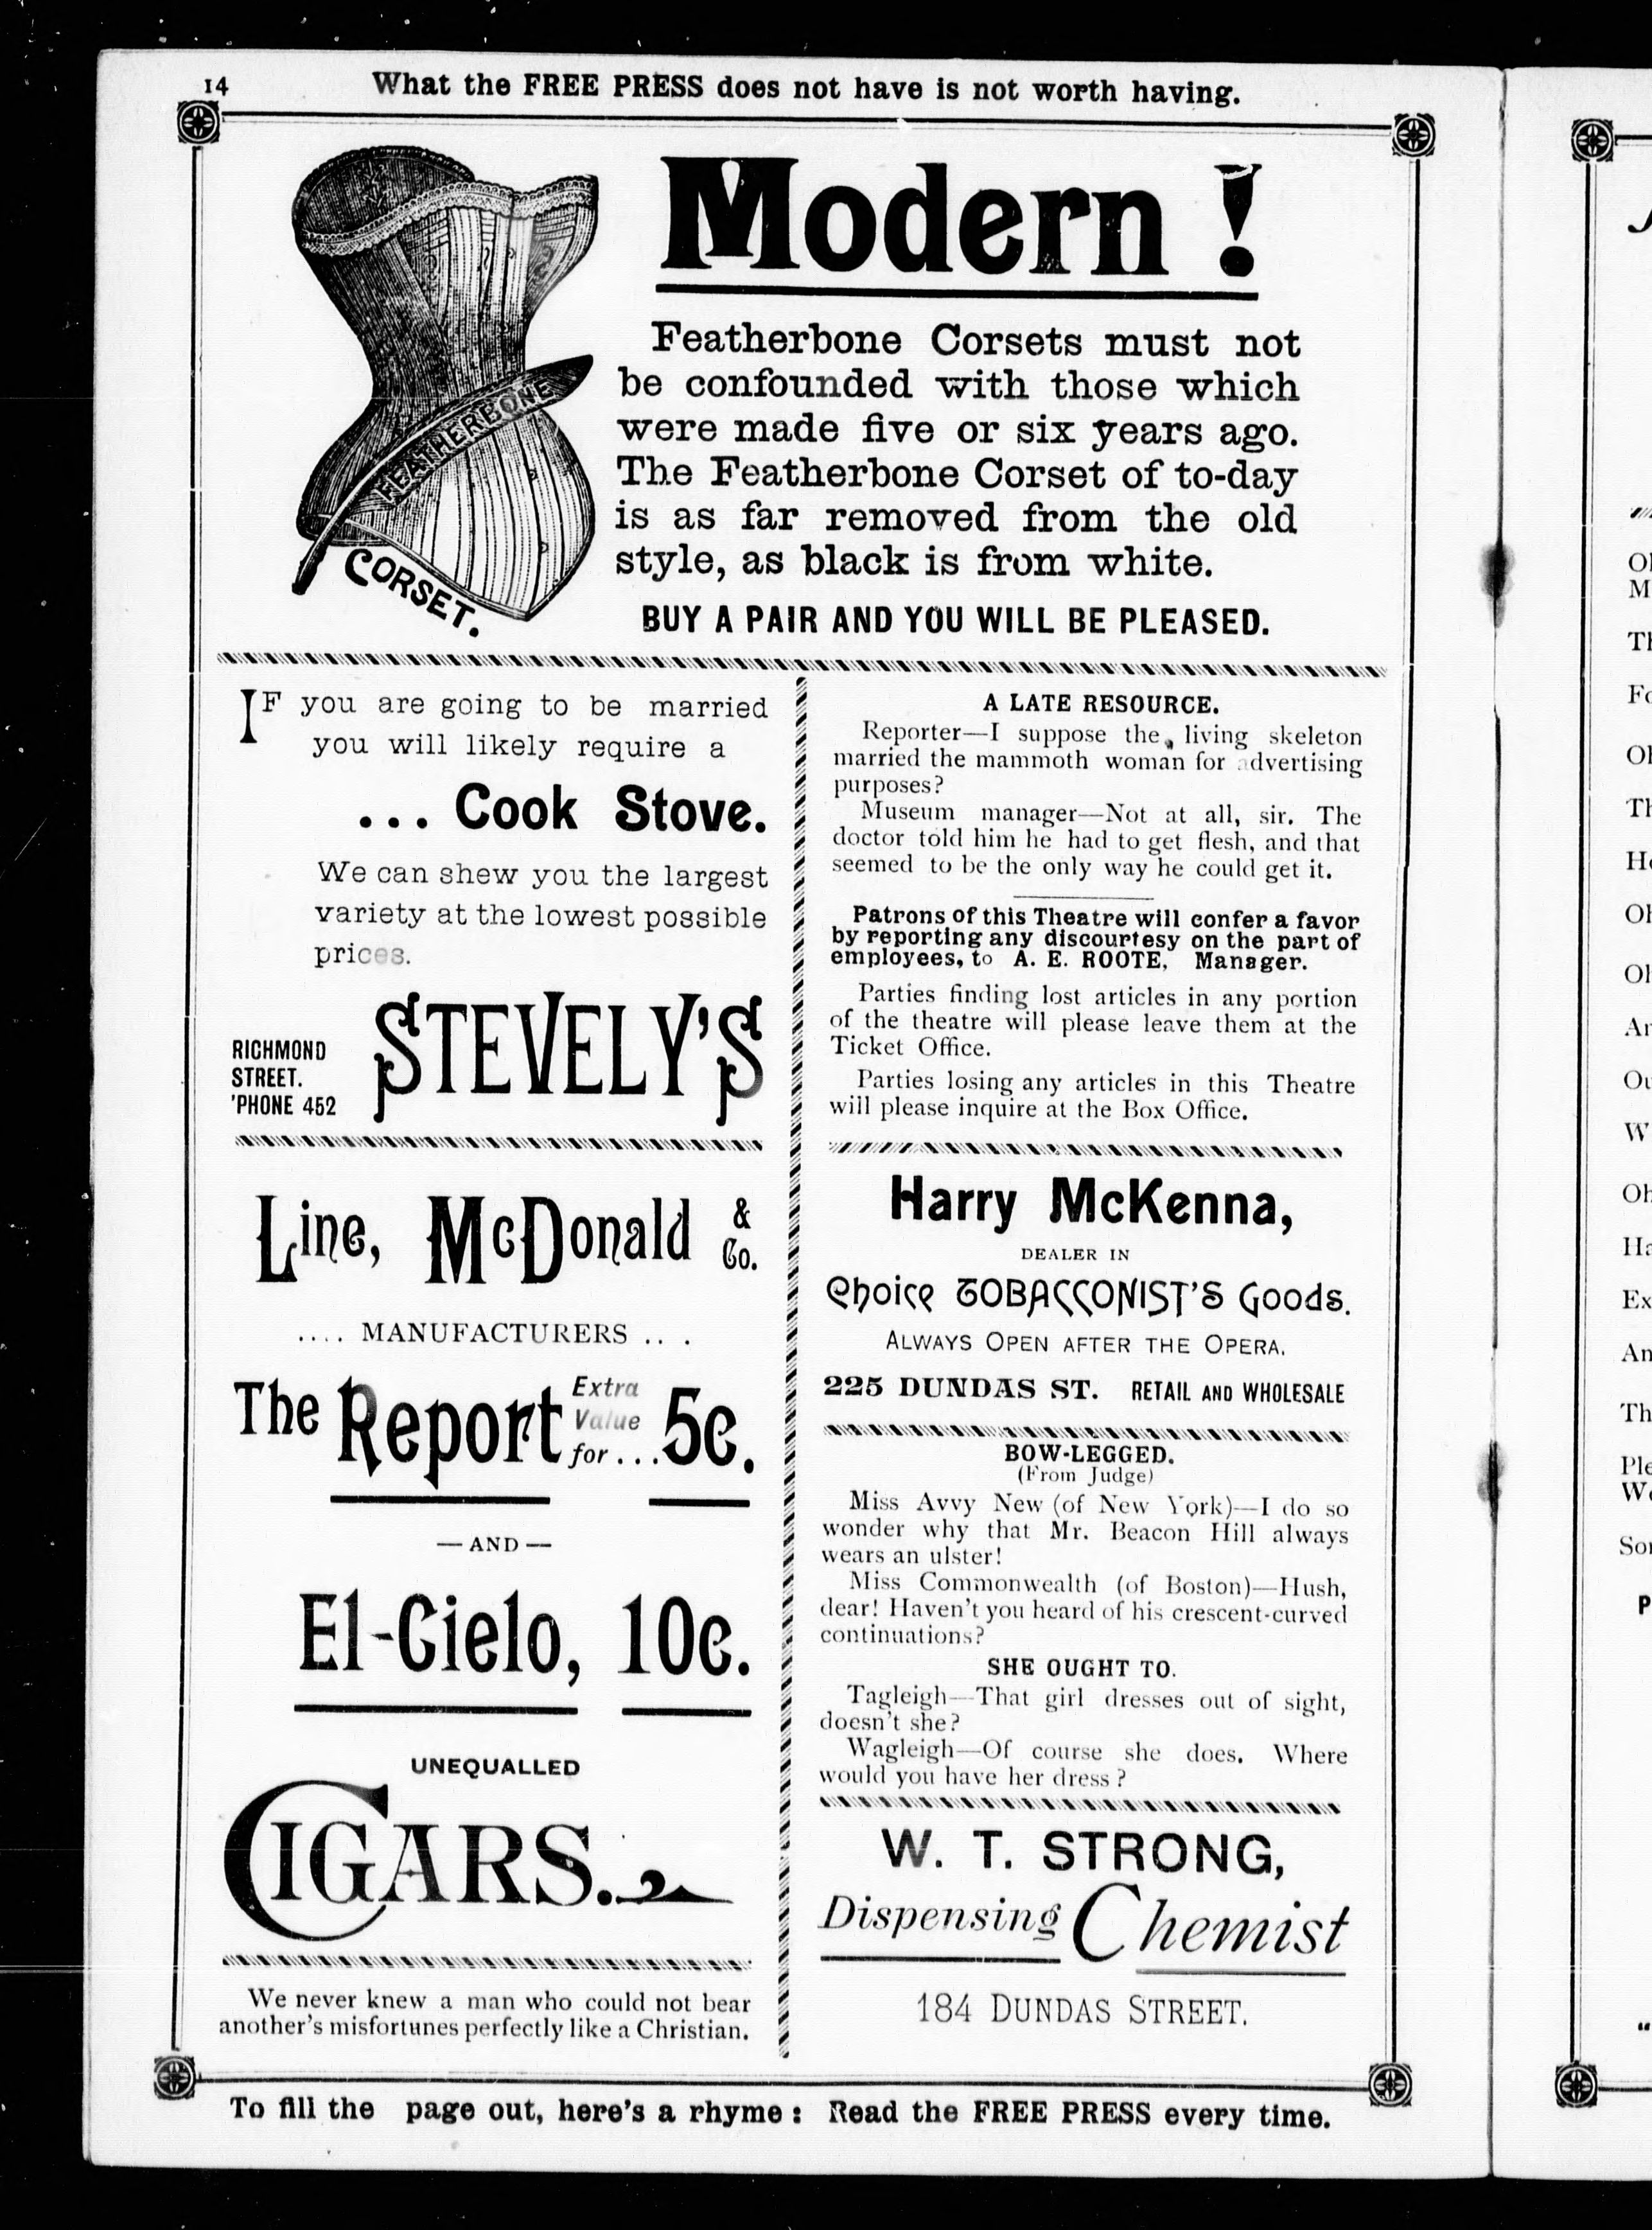 14
What the FREE PRESS does not have is not worth having.
FEATHERBONE
CORSET.
Modern !
Featherbone Corsets must not
be confounded with those which
were made five or six years ago.
The Featherbone Corset of to-day
is as far removed from the old
style, as black is from white.
BUY A PAIR AND YOU WILL BE PLEASED.
IF you are going to be married
you will likely require a
... Cook Stove.
We can shew you the largest
variety at the lowest possible
prices.
RICHMOND
STREET.
'PHONE 452
STEVELY'S
Line, McDonald & Co.
.... MANUFACTURERS .. .
The Report Extra Value for ... 5c.
— AND —
El-Cielo, 10c.
UNEQUALLED
CIGARS.
We never knew a man who could not bear
another's misfortunes perfectly like a Christian.
A LATE RESOURCE.
Reporter—I suppose the living skeleton
married the mammoth woman for advertising
purposes?
Museum manager—Not at all, sir. The
doctor told him he had to get flesh, and that
seemed to be the only way he could get it.
Patrons of this Theatre will confer a favor
by reporting any discourtesy on the part of
employees, to A. E. ROOTE, Manager.
Parties finding lost articles in any portion
of the theatre will please leave them at the
Ticket Office.
Parties losing any articles in this Theatre
will please inquire at the Box Office.
Harry McKenna,
DEALER IN
Choice TOBACCONIST'S Goods.
ALWAYS OPEN AFTER THE OPERA.
225 DUNDAS ST. RETAIL AND WHOLESALE
BOW-LEGGED.
(From Judge)
Miss Avvy New (of New York)—I do so
wonder why that Mr. Beacon Hill always
wears an ulster!
Miss Commonwealth (of Boston)—Hush,
dear! Haven't you heard of his crescent-curved
continuations?
SHE OUGHT TO.
Tagleigh—That girl dresses out of sight,
doesn't she?
Wagleigh—Of course she does. Where
would you have her dress ?
W. T. STRONG,
Dispensing Chemist
184 DUNDAS STREET.
To fill the page out, here's a rhyme : Read the FREE PRESS every time.